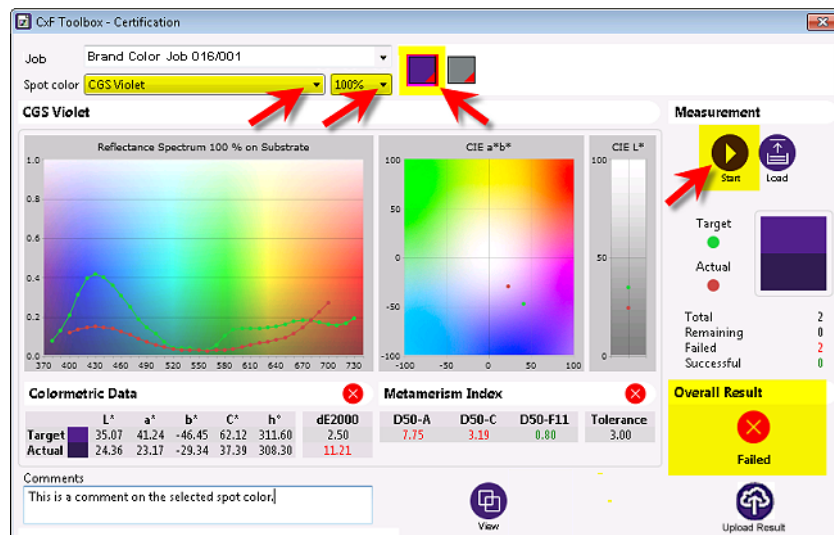 CxF Toolbox - Certification
Job Brand Color Job 016/001
Spot color CGS Violet 100%
CGS Violet
Measurement
Reflectance Spectrum 100 % on Substrate
CIE a*b*
CIE L*
1.0
0.8
0.6
0.4
0.2
0.0
370 400 430 460 490 520 550 580 610 640 670 700 730
100
50
0
-50
-100
-100 -50 0 50 100
100
50
0
Start Load
Target
Actual
Total 2
Remaining 0
Failed 2
Successful 0
Colormetric Data
L* a* b* C* h° dE2000
Target 35.07 41.24 -46.45 62.12 311.60 2.50
Actual 24.36 23.17 -29.34 37.39 308.30 11.21
Metamerism Index
D50-A D50-C D50-F11 Tolerance
7.75 3.19 0.80 3.00
Overall Result
Failed
Comments
This is a comment on the selected spot color.
View
Upload Result